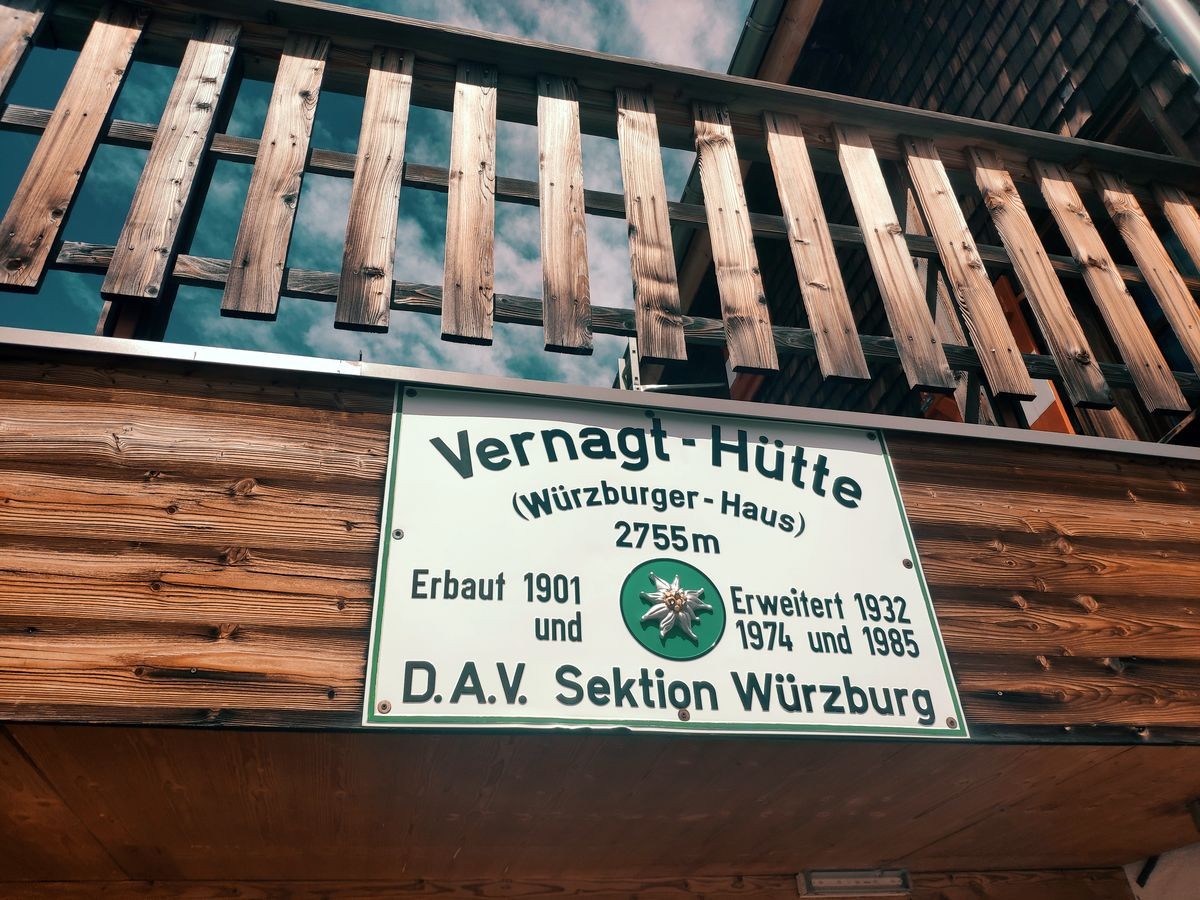 Vernagt-Hütte
(Würzburger-Haus)
2755m
Erbaut 1901
und
Erweitert 1932
1974 und 1985
D.A.V. Sektion Würzburg